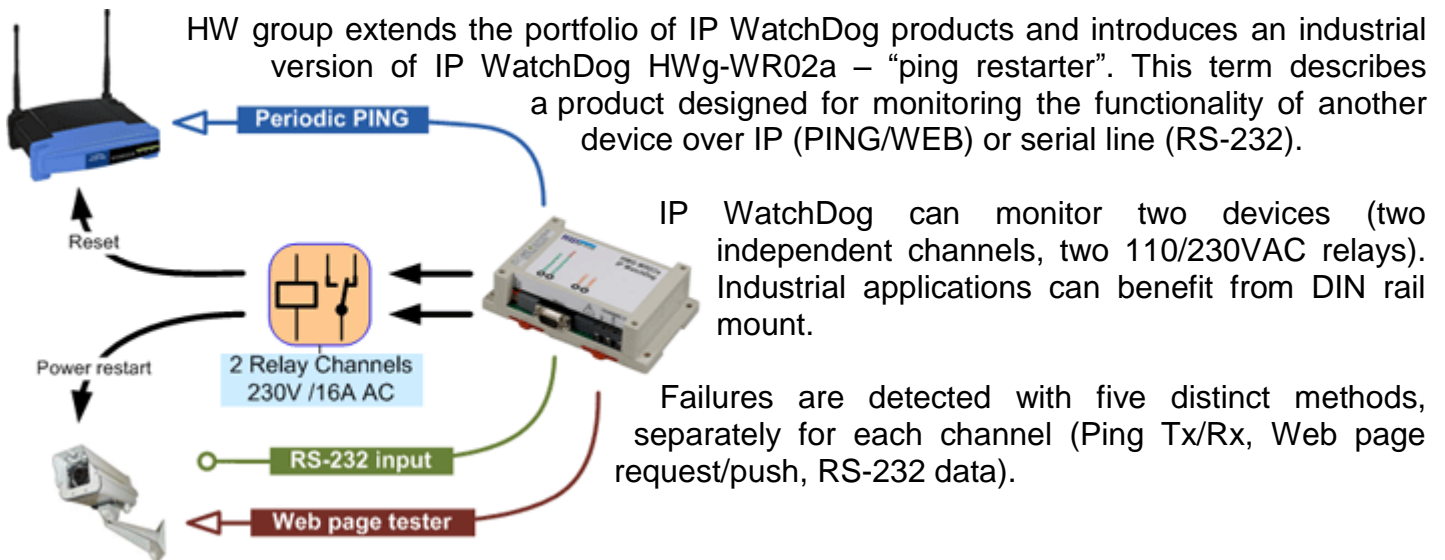 HW group extends the portfolio of IP WatchDog products and introduces an industrial
version of IP WatchDog HWg-WR02a – “ping restarter”. This term describes
a product designed for monitoring the functionality of another
device over IP (PING/WEB) or serial line (RS-232).
Periodic PING
IP WatchDog can monitor two devices (two
independent channels, two 110/230VAC relays).
Industrial applications can benefit from DIN rail
mount.
Reset
Power restart
2 Relay Channels
230V /16A AC
Failures are detected with five distinct methods,
separately for each channel (Ping Tx/Rx, Web page
request/push, RS-232 data).
RS-232 input
Web page tester